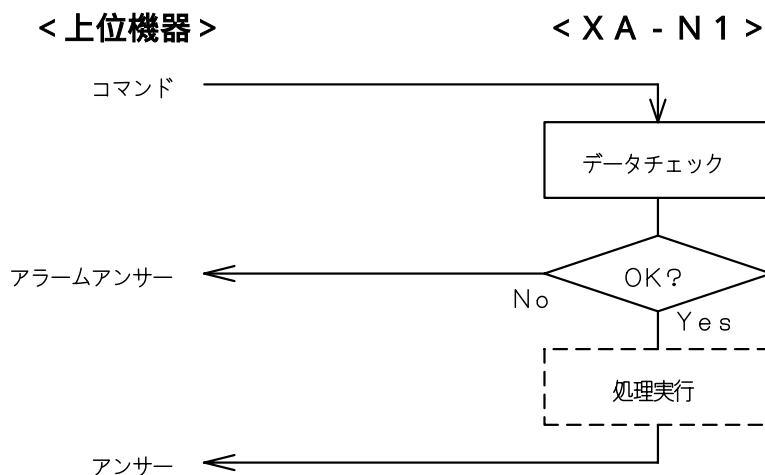 ＜上位機器＞ ＜ＸＡ-Ｎ１＞
コマンド
データチェック
アラームアンサー
ＯＫ？
Ｎｏ
Ｙｅｓ
処理実行
アンサー